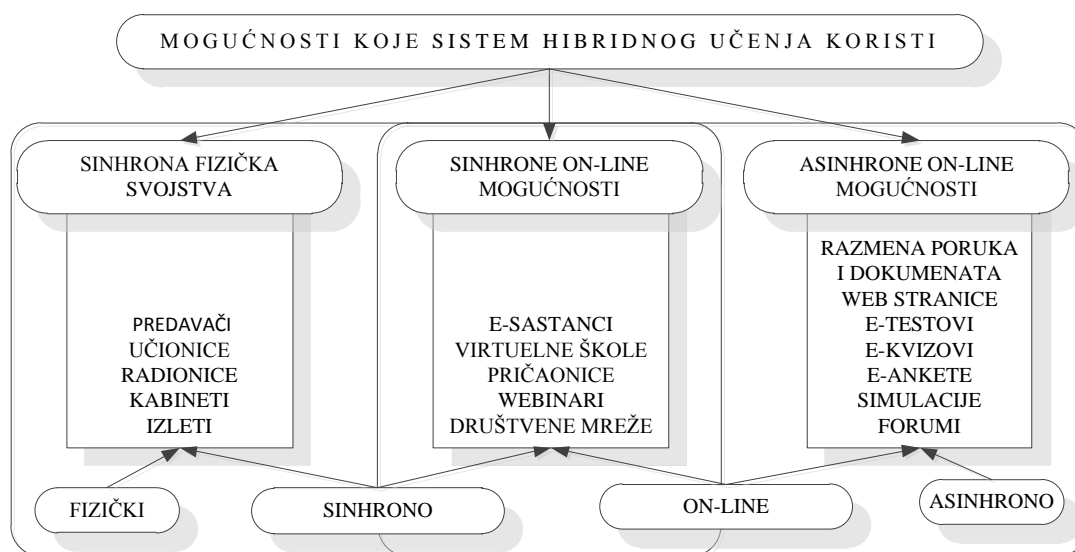 MOGUĆNOSTI KOJE SISTEM HIBRIDNOG UČENJA KORISTI
SINHRONA FIZIČKA
SVOJSTVA
SINHRONE ON-LINE
MOGUĆNOSTI
ASINHRONE ON-LINE
MOGUĆNOSTI
PREDAVAČI
UČIONICE
RADIONICE
KABINETI
IZLETI
E-SASTANCI
VIRTUELNE ŠKOLE
PRIČAONICE
WEBINARI
DRUŠTVENE MREŽE
RAZMENA PORUKA
I DOKUMENATA
WEB STRANICE
E-TESTOVI
E-KVIZOVI
E-ANKETE
SIMULACIJE
FORUMI
FIZIČKI
SINHRONO
ON-LINE
ASINHRONO